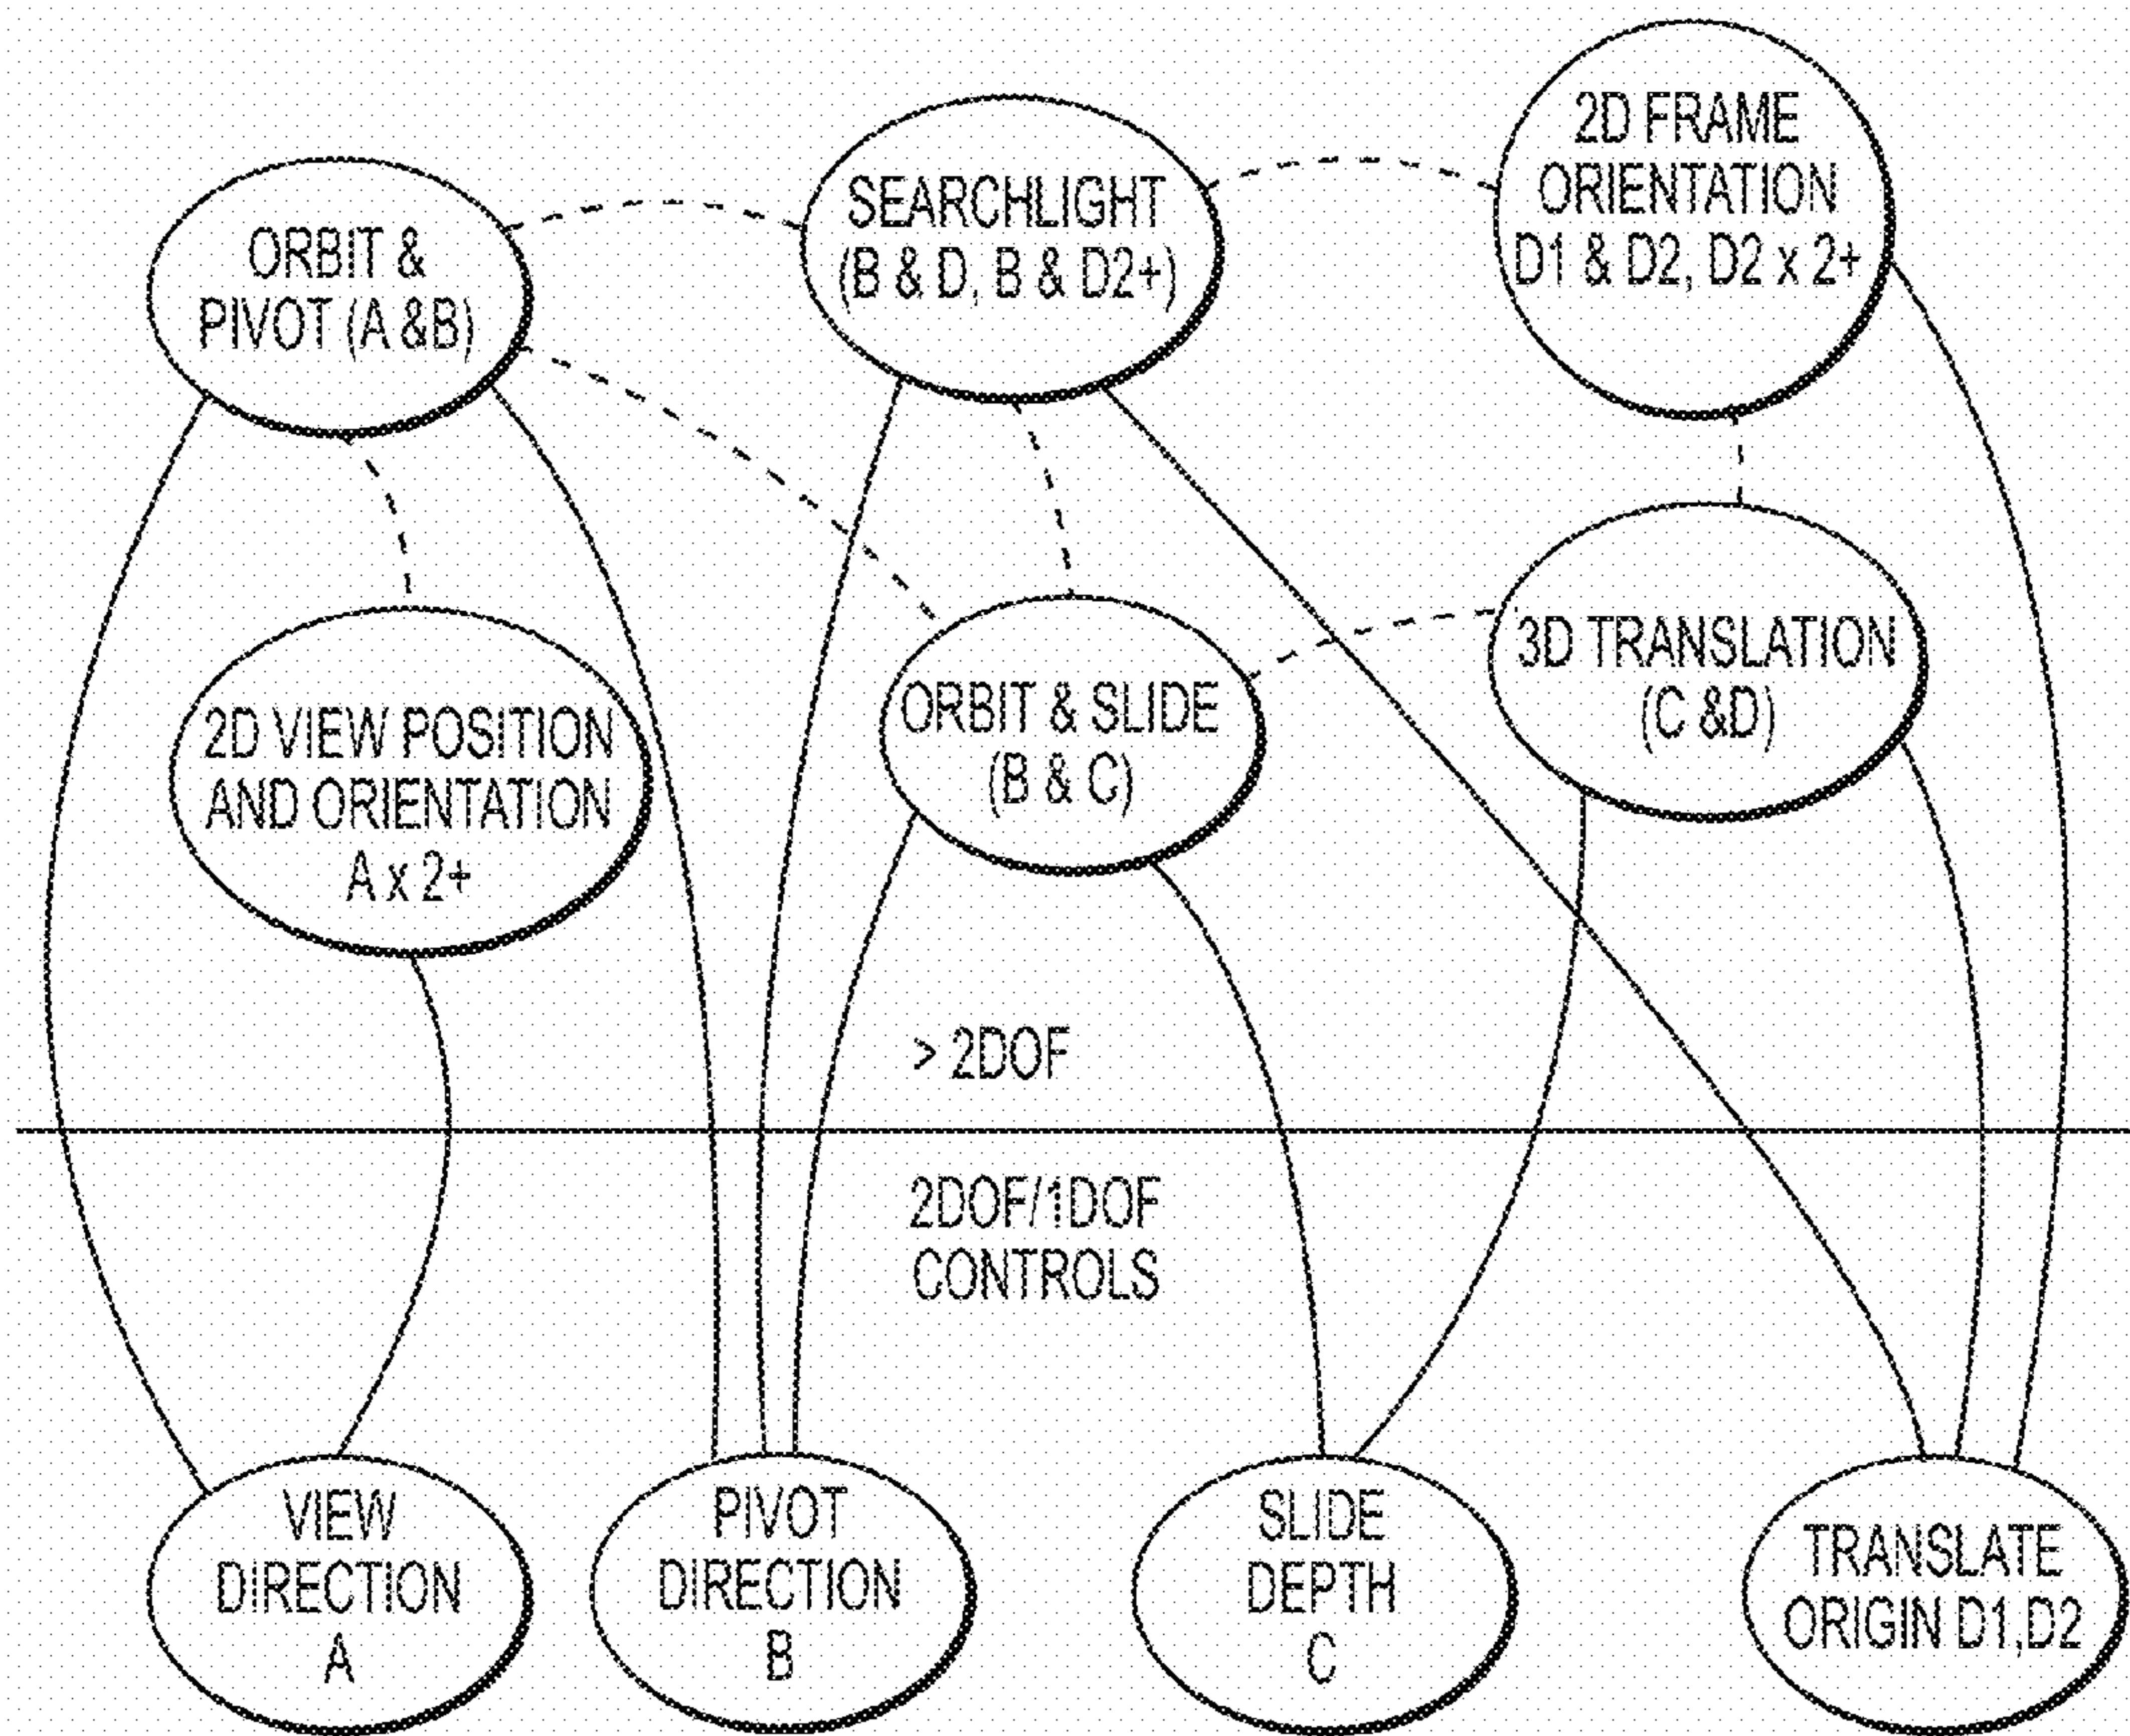 ORBIT &
PIVOT (A &B)
SEARCHLIGHT
(B & D, B & D2+)
2D FRAME
ORIENTATION
D1 & D2, D2 x 2+
2D VIEW POSITION
AND ORIENTATION
A x 2+
ORBIT & SLIDE
(B & C)
3D TRANSLATION
(C &D)
> 2DOF
2DOF/1DOF
CONTROLS
VIEW
DIRECTION
A
PIVOT
DIRECTION
B
SLIDE
DEPTH
C
TRANSLATE
ORIGIN D1,D2